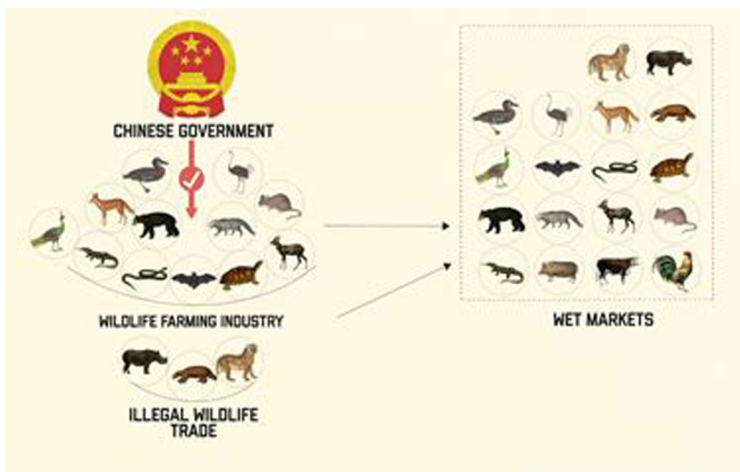 CHINESE GOVERNMENT
WILDLIFE FARMING INDUSTRY
ILLEGAL WILDLIFE
TRADE
WET MARKETS